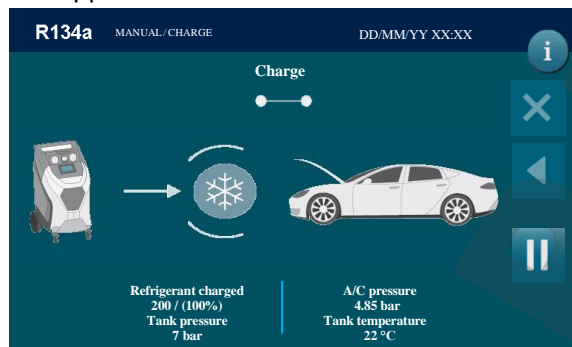 R134a MANUAL/CHARGE DD/MM/YY XX:XX
i
Charge
Refrigerant charged
200 / (100%)
Tank pressure
7 bar
A/C pressure
4.85 bar
Tank temperature
22 °C